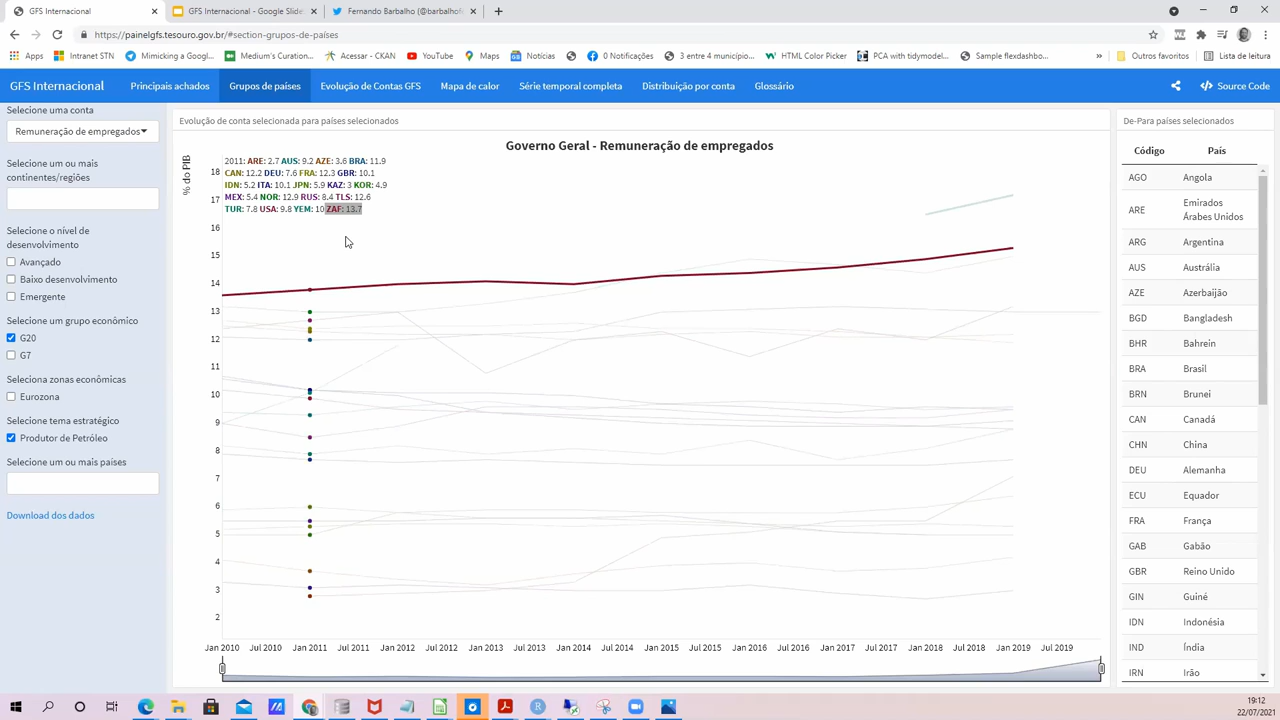 GFS Internacional
GFS Internacional - Google Slide
Fernando Barbalho (@barbalhof
https://painelgfs.tesouro.gov.br/#section-grupos-de-países
Apps
Intranet STN
Mimicking a Google...
Medium's Curation...
Acessar - CKAN
YouTube
Maps
Notícias
0 Notificações
3 entre 4 município...
HTML Color Picker
PCA with tidymodel...
Sample flexdashbo...
»
Outros favoritos
Lista de leitura
GFS Internacional
Principais achados
Grupos de países
Evolução de Contas GFS
Mapa de calor
Série temporal completa
Distribuição por conta
Glossário
Source Code
Selecione uma conta
Remuneração de empregados
Selecione um ou mais
continentes/regiões
Selecione o nível de
desenvolvimento
Avançado
Baixo desenvolvimento
Emergente
Selecione um grupo econômico
G20
G7
Seleciona zonas econômicas
Eurozona
Selecione tema estratégico
Produtor de Petróleo
Selecione um ou mais países
Download dos dados
Evolução de conta selecionada para países selecionados
Governo Geral - Remuneração de empregados
% do PIB
2011: ARE: 2.7 AUS: 9.2 AZE: 3.6 BRA: 11.9
CAN: 12.2 DEU: 7.6 FRA: 12.3 GBR: 10.1
IDN: 5.2 ITA: 10.1 JPN: 5.9 KAZ: 3 KOR: 4.9
MEX: 5.4 NOR: 12.9 RUS: 8.4 TLS: 12.6
TUR: 7.8 USA: 9.8 YEM: 10 ZAF: 13.7
18
17
16
15
14
13
12
11
10
9
8
7
6
5
4
3
2
Jan 2010
Jul 2010
Jan 2011
Jul 2011
Jan 2012
Jul 2012
Jan 2013
Jul 2013
Jan 2014
Jul 2014
Jan 2015
Jul 2015
Jan 2016
Jul 2016
Jan 2017
Jul 2017
Jan 2018
Jul 2018
Jan 2019
Jul 2019
De-Para países selecionados
Código País
AGO Angola
ARE Emirados
Árabes Unidos
ARG Argentina
AUS Austrália
AZE Azerbaijão
BGD Bangladesh
BHR Bahrein
BRA Brasil
BRN Brunei
CAN Canadá
CHN China
DEU Alemanha
ECU Equador
FRA França
GAB Gabão
GBR Reino Unido
GIN Guiné
IDN Indonésia
IND Índia
IRN Irão
19:12
22/07/2021